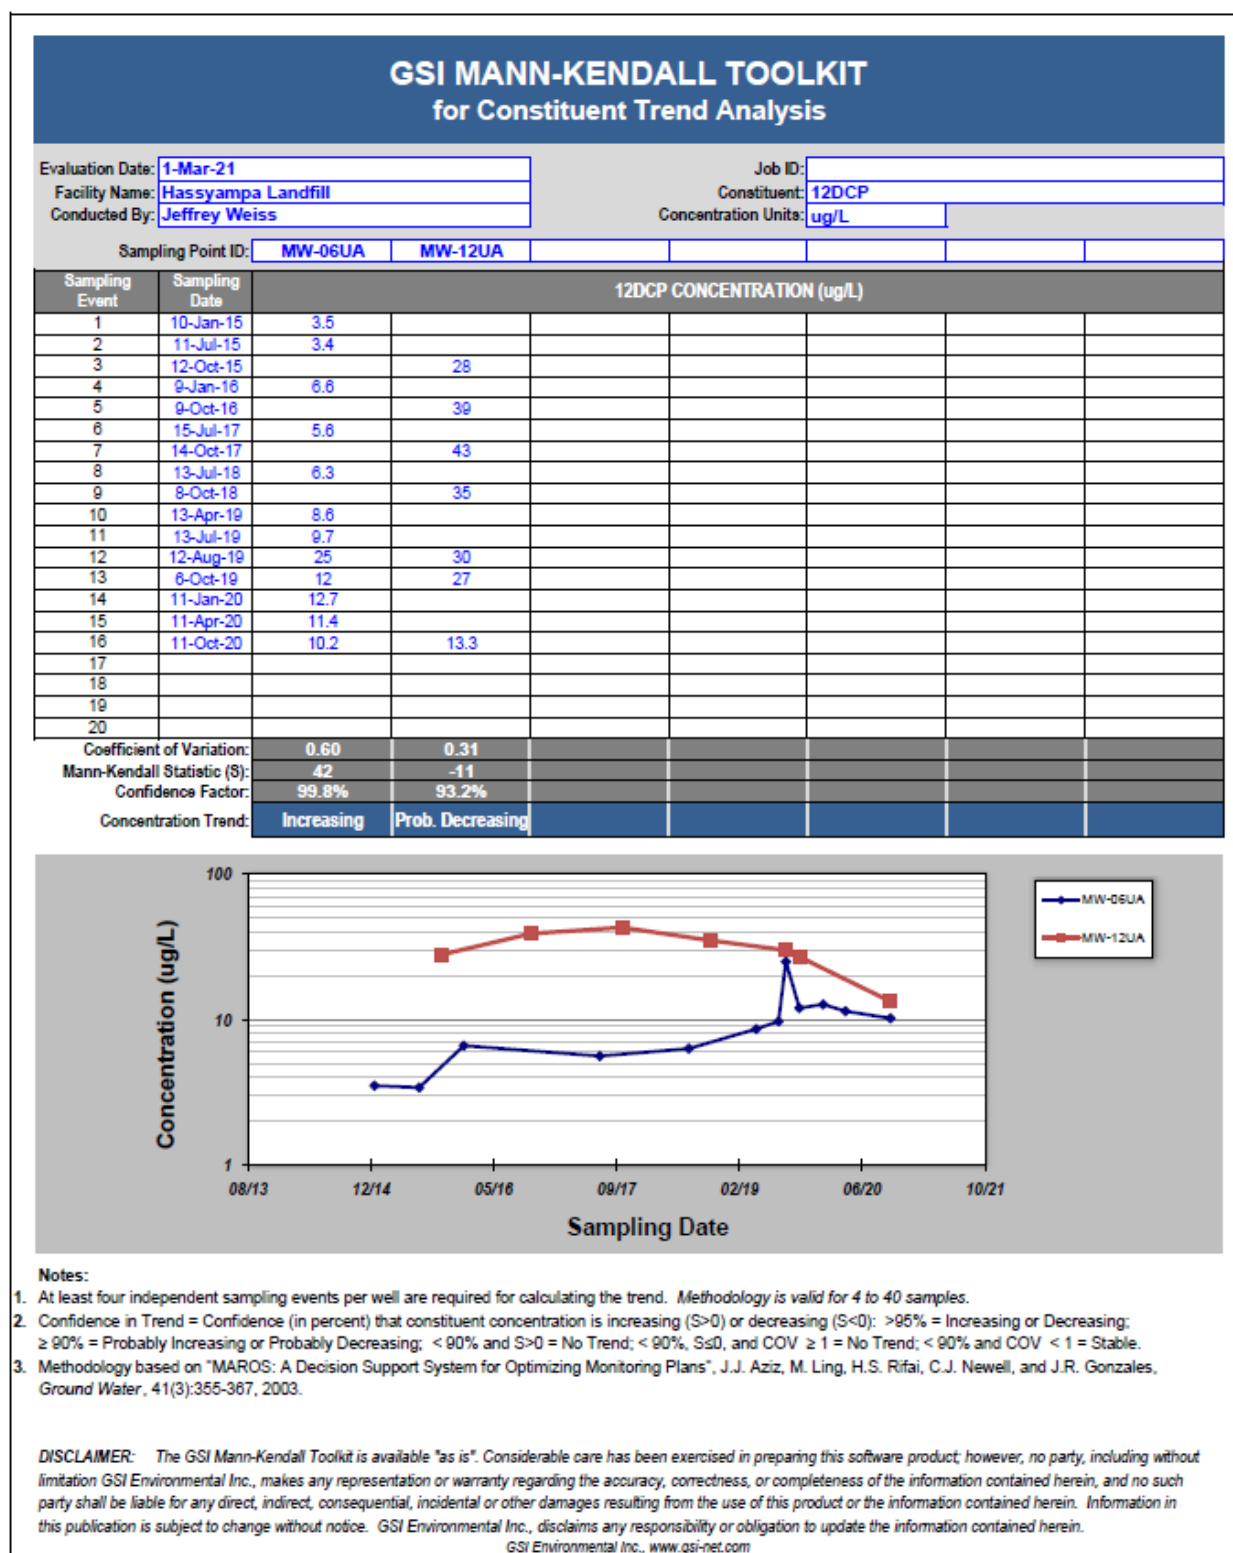 GSI MANN-KENDALL TOOLKIT
for Constituent Trend Analysis
Evaluation Date: 1-Mar-21 Job ID:
Facility Name: Hassyampa Landfill Constituent: 12DCP
Conducted By: Jeffrey Weiss Concentration Units: ug/L
Sampling Point ID: MW-06UA MW-12UA
Sampling Event Sampling Date 12DCP CONCENTRATION (ug/L)
1 10-Jan-15 3.5
2 11-Jul-15 3.4
3 12-Oct-15 28
4 9-Jan-16 6.6
5 9-Oct-16 39
6 15-Jul-17 5.6
7 14-Oct-17 43
8 13-Jul-18 6.3
9 8-Oct-18 35
10 13-Apr-19 8.6
11 13-Jul-19 9.7
12 12-Aug-19 25 30
13 6-Oct-19 12 27
14 11-Jan-20 12.7
15 11-Apr-20 11.4
16 11-Oct-20 10.2 13.3
17
18
19
20
Coefficient of Variation: 0.60 0.31
Mann-Kendall Statistic (S): 42 -11
Confidence Factor: 99.8% 93.2%
Concentration Trend: Increasing Prob. Decreasing
100
10
1
Concentration (ug/L)
08/13 12/14 05/16 09/17 02/19 06/20 10/21
Sampling Date
MW-06UA
MW-12UA
Notes:
1. At least four independent sampling events per well are required for calculating the trend. Methodology is valid for 4 to 40 samples.
2. Confidence in Trend = Confidence (in percent) that constituent concentration is increasing (S>0) or decreasing (S<0): >95% = Increasing or Decreasing;
≥ 90% = Probably Increasing or Probably Decreasing; < 90% and S>0 = No Trend; < 90%, S≤0, and COV ≥ 1 = No Trend; < 90% and COV < 1 = Stable.
3. Methodology based on "MAROS: A Decision Support System for Optimizing Monitoring Plans", J.J. Aziz, M. Ling, H.S. Rifai, C.J. Newell, and J.R. Gonzales,
Ground Water, 41(3):355-367, 2003.
DISCLAIMER: The GSI Mann-Kendall Toolkit is available "as is". Considerable care has been exercised in preparing this software product; however, no party, including without
limitation GSI Environmental Inc., makes any representation or warranty regarding the accuracy, correctness, or completeness of the information contained herein, and no such
party shall be liable for any direct, indirect, consequential, incidental or other damages resulting from the use of this product or the information contained herein. Information in
this publication is subject to change without notice. GSI Environmental Inc., disclaims any responsibility or obligation to update the information contained herein.
GSI Environmental Inc., www.gsi-net.com